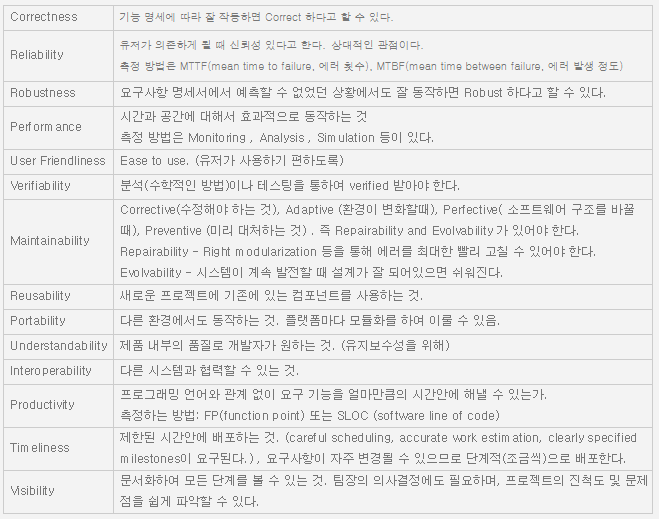 Correctness
기능 명세에 따라 잘 작동하면 Correct 하다고 할 수 있다.
Reliability
유저가 의존하게 될 때 신뢰성 있다고 한다. 상대적인 관점이다.
측정 방법은 MTTF(mean time to failure, 에러 횟수), MTBF(mean time between failure, 에러 발생 정도)
Robustness
요구사항 명세서에서 예측할 수 없었던 상황에서도 잘 동작하면 Robust 하다고 할 수 있다.
Performance
시간과 공간에 대해서 효과적으로 동작하는 것
측정 방법은 Monitoring , Analysis , Simulation 등이 있다.
User Friendliness
Ease to use. (유저가 사용하기 편하도록)
Verifiability
분석(수학적인 방법)이나 테스팅을 통하여 verified 받아야 한다.
Maintainability
Corrective(수정해야 하는 것), Adaptive (환경이 변화할때), Perfective( 소프트웨어 구조를 바꿀
때), Preventive (미리 대처하는 것) . 즉 Repairability and Evolvability 가 있어야 한다.
Repairability - Right modularization 등을 통해 에러를 최대한 빨리 고칠 수 있어야 한다.
Evolvability - 시스템이 계속 발전할 때 설계가 잘 되어있으면 쉬워진다.
Reusability
새로운 프로젝트에 기존에 있는 컴포넌트를 사용하는 것.
Portability
다른 환경에서도 동작하는 것. 플랫폼마다 모듈화를 하여 이룰 수 있음.
Understandability
제품 내부의 품질로 개발자가 원하는 것. (유지보수성을 위해)
Interoperability
다른 시스템과 협력할 수 있는 것.
Productivity
프로그래밍 언어와 관계 없이 요구 기능을 얼마만큼의 시간안에 해낼 수 있는가.
측정하는 방법: FP(function point) 또는 SLOC (software line of code)
Timeliness
제한된 시간안에 배포하는 것. (careful scheduling, accurate work estimation, clearly specified
milestones이 요구된다.) , 요구사항이 자주 변경될 수 있으므로 단계적(조금씩)으로 배포한다.
Visibility
문서화하여 모든 단계를 볼 수 있는 것. 팀장의 의사결정에도 필요하며, 프로젝트의 진척도 및 문제
점을 쉽게 파악할 수 있다.